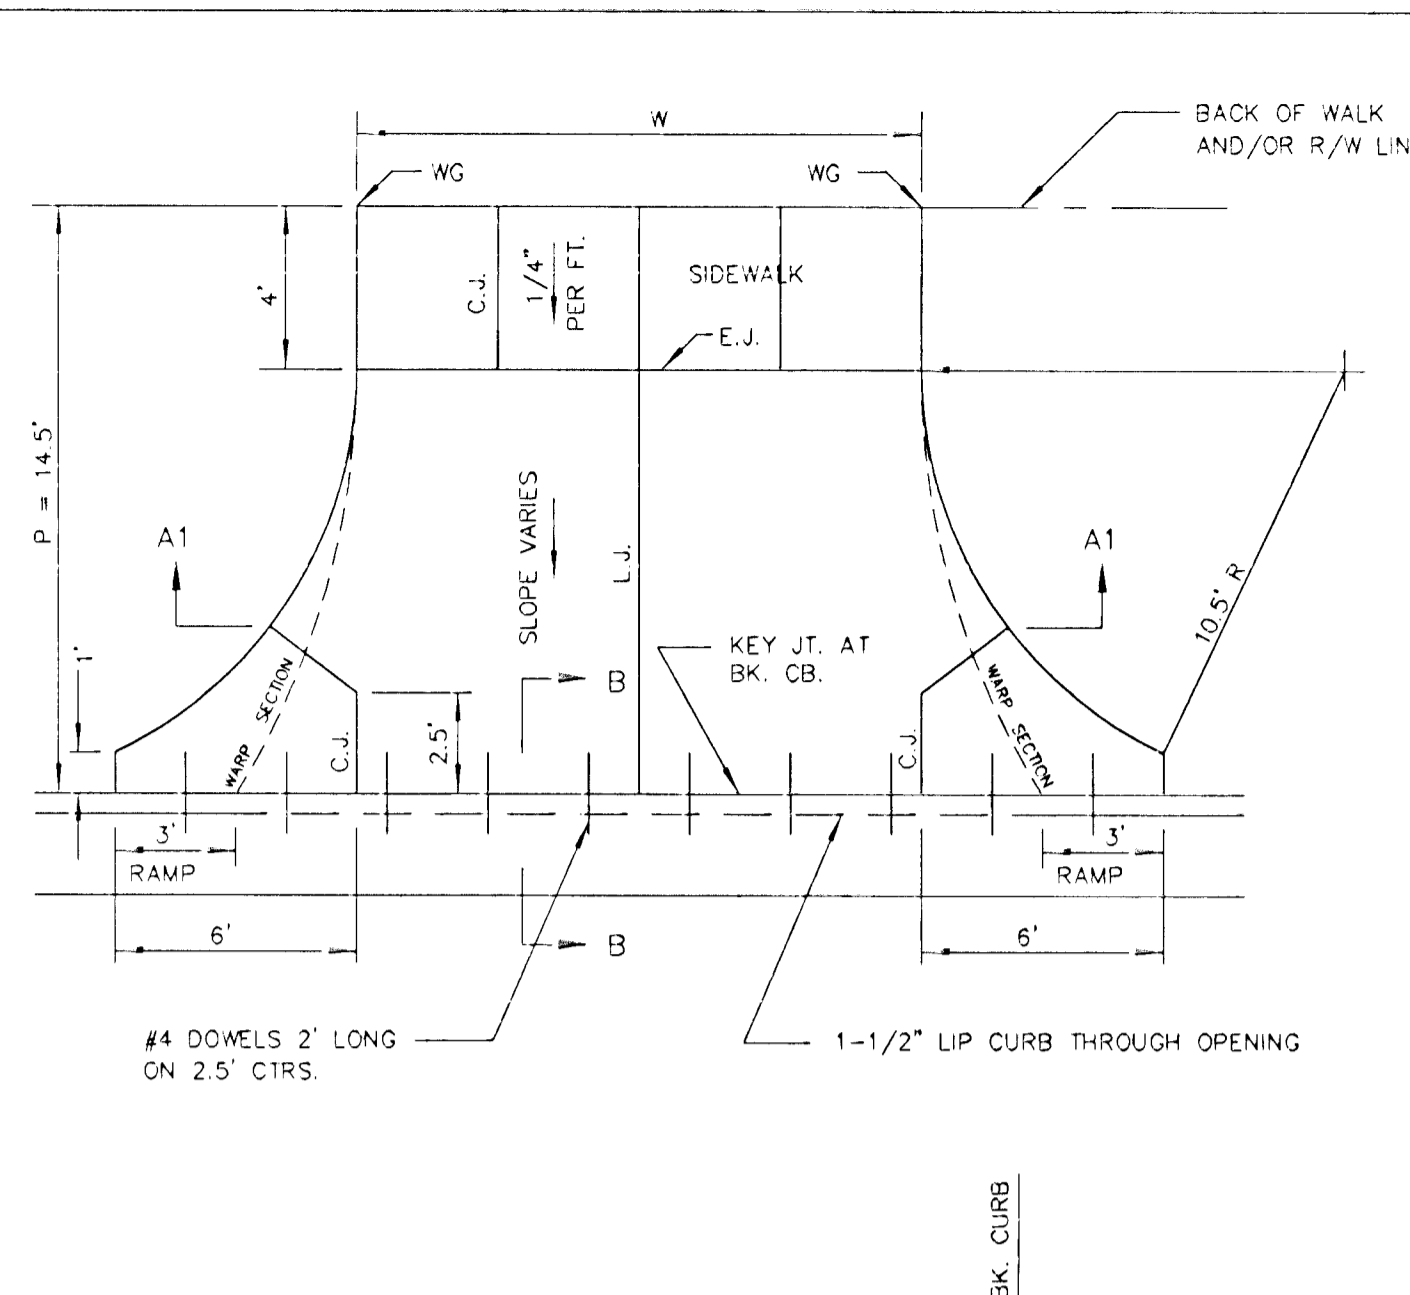 W
BACK OF WALK
AND/OR R/W LIN
WG
WG
4'
C.J.
1/4"
PER FT.
SIDEWALK
E.J.
P = 14.5'
A1
SLOPE VARIES
L.J.
A1
10.5' R
1'
WARP SECTION
C.J.
2.5'
B
KEY JT. AT
BK. CB.
C.J.
WARP SECTION
3'
RAMP
3'
RAMP
6'
B
6'
#4 DOWELS 2' LONG
ON 2.5' CTRS.
1-1/2" LIP CURB THROUGH OPENING
BK. CURB